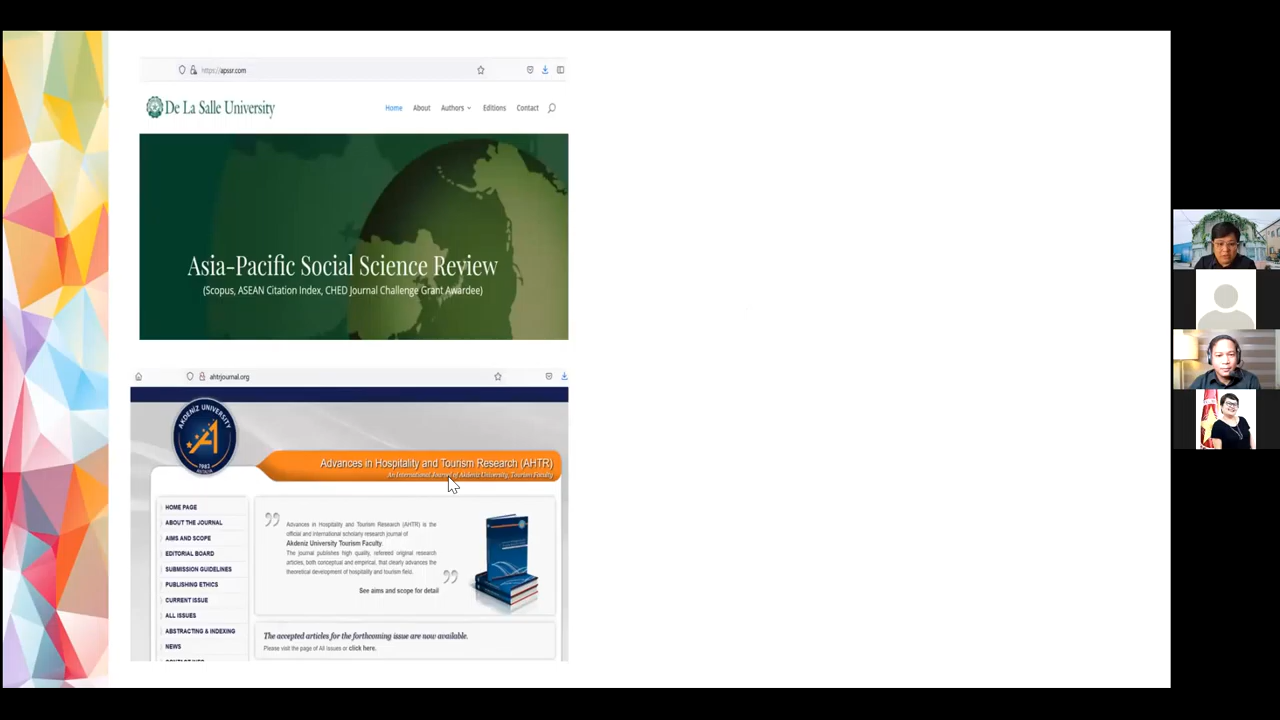 https://apssr.com
De La Salle University
Home About Authors Editions Contact
Asia-Pacific Social Science Review
(Scopus, ASEAN Citation Index, CHED Journal Challenge Grant Awardee)
ahtrjournal.org
AKDENİZ UNIVERSITY
Advances in Hospitality and Tourism Research (AHTR)
An International Journal of Akdeniz University, Tourism Faculty
HOME PAGE
ABOUT THE JOURNAL
AIMS AND SCOPE
EDITORIAL BOARD
SUBMISSION GUIDELINES
PUBLISHING ETHICS
CURRENT ISSUE
ALL ISSUES
ABSTRACTING & INDEXING
NEWS
Advances in Hospitality and Tourism Research (AHTR) is the
official and international scholarly research journal of
Akdeniz University Tourism Faculty.
The journal publishes high quality, refereed original research
articles, both conceptual and empirical, that clearly advances the
theoretical development of hospitality and tourism field.
See aims and scope for detail
The accepted articles for the forthcoming issue are now available.
Please visit the page of All Issues or click here.